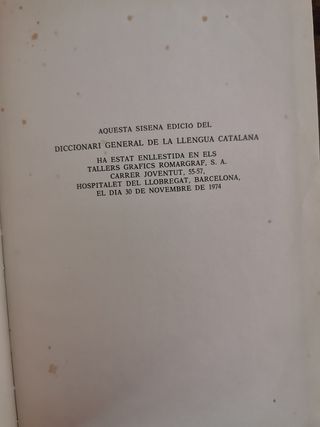 AQUESTA SISENA EDICIÓ DEL
DICCIONARI GENERAL DE LA LLENGUA CATALANA
HA ESTAT ENLLESTIDA EN ELS
TALLERS GRAFICS ROMARGRAF, S. A.
CARRER JOVENTUT, 55-57,
HOSPITALET DEL LLOBREGAT, BARCELONA,
EL DIA 30 DE NOVEMBRE DE 1974